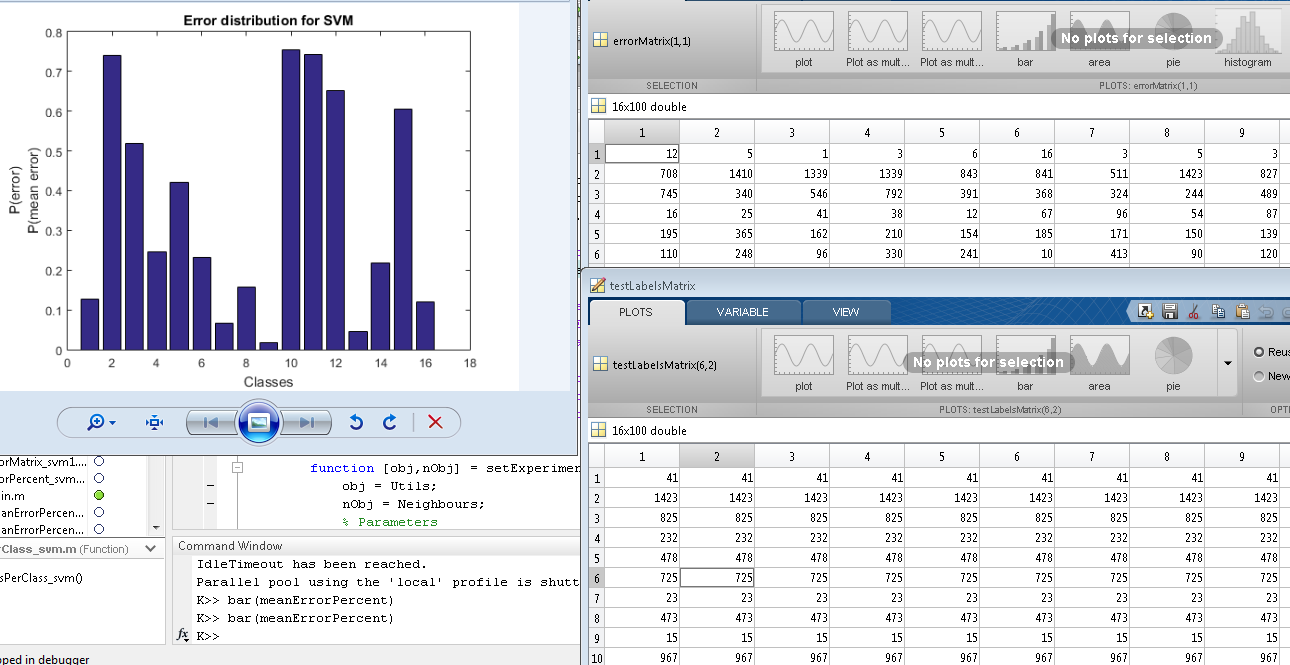 Error distribution for SVM
0.8
0.7
0.6
0.5
0.4
0.3
0.2
0.1
0
P(error)
P(mean error)
0 2 4 6 8 10 12 14 16 18
Classes
errorMatrix(1,1)
No plots for selection
plot Plot as mult... Plot as mult... bar area pie histogram
SELECTION PLOTS: errorMatrix(1,1)
16x100 double
1 2 3 4 5 6 7 8 9
1 12 5 1 3 6 16 3 5 3
2 708 1410 1339 1339 843 841 511 1423 827
3 745 340 546 792 391 368 324 244 489
4 16 25 41 38 12 67 96 54 87
5 195 365 162 210 154 185 171 150 139
6 110 248 96 330 241 10 413 90 120
testLabelsMatrix
PLOTS VARIABLE VIEW
testLabelsMatrix(6,2)
No plots for selection
plot Plot as mult... Plot as mult... bar area pie
Reus
New
SELECTION PLOTS: testLabelsMatrix(6,2) OPTI
16x100 double
1 2 3 4 5 6 7 8 9
1 41 41 41 41 41 41 41 41 41
2 1423 1423 1423 1423 1423 1423 1423 1423 1423
3 825 825 825 825 825 825 825 825 825
4 232 232 232 232 232 232 232 232 232
5 478 478 478 478 478 478 478 478 478
6 725 725 725 725 725 725 725 725 725
7 23 23 23 23 23 23 23 23 23
8 473 473 473 473 473 473 473 473 473
9 15 15 15 15 15 15 15 15 15
10 967 967 967 967 967 967 967 967 967
orMatrix_svm1....
orPercent_svm...
in.m
anErrorPercen...
anErrorPercen...
Class_svm.m (Function)
sPerClass_svm()
pped in debugger
function [obj,nObj] = setExperimen
obj = Utils;
nObj = Neighbours;
% Parameters
Command Window
IdleTimeout has been reached.
Parallel pool using the 'local' profile is shutt
K>> bar(meanErrorPercent)
K>> bar(meanErrorPercent)
fx K>>